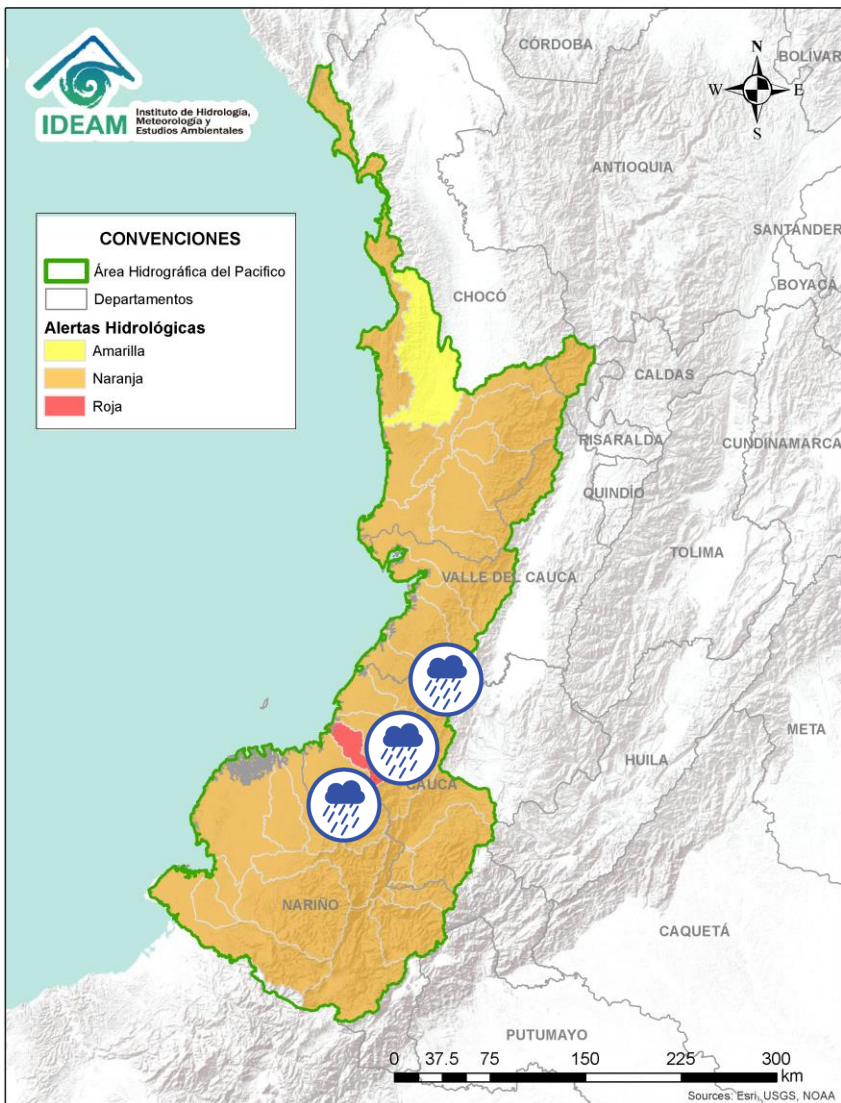 IDEAM
Instituto de Hidrología,
Meteorología y
Estudios Ambientales
CONVENCIONES
Área Hidrográfica del Pacifico
Departamentos
Alertas Hidrológicas
Amarilla
Naranja
Roja
N
W
E
S
CÓRDOBA
BOLÍVAR
ANTIOQUIA
SANTANDER
BOYACÁ
CHOCÓ
CALDAS
RISARALDA
CUNDINAMARCA
QUINDÍO
TOLIMA
VALLE DEL CAUCA
META
HUILA
CAUCA
NARIÑO
CAQUETÁ
PUTUMAYO
0 37.5 75 150 225 300
km
Sources: Esri, USGS, NOAA